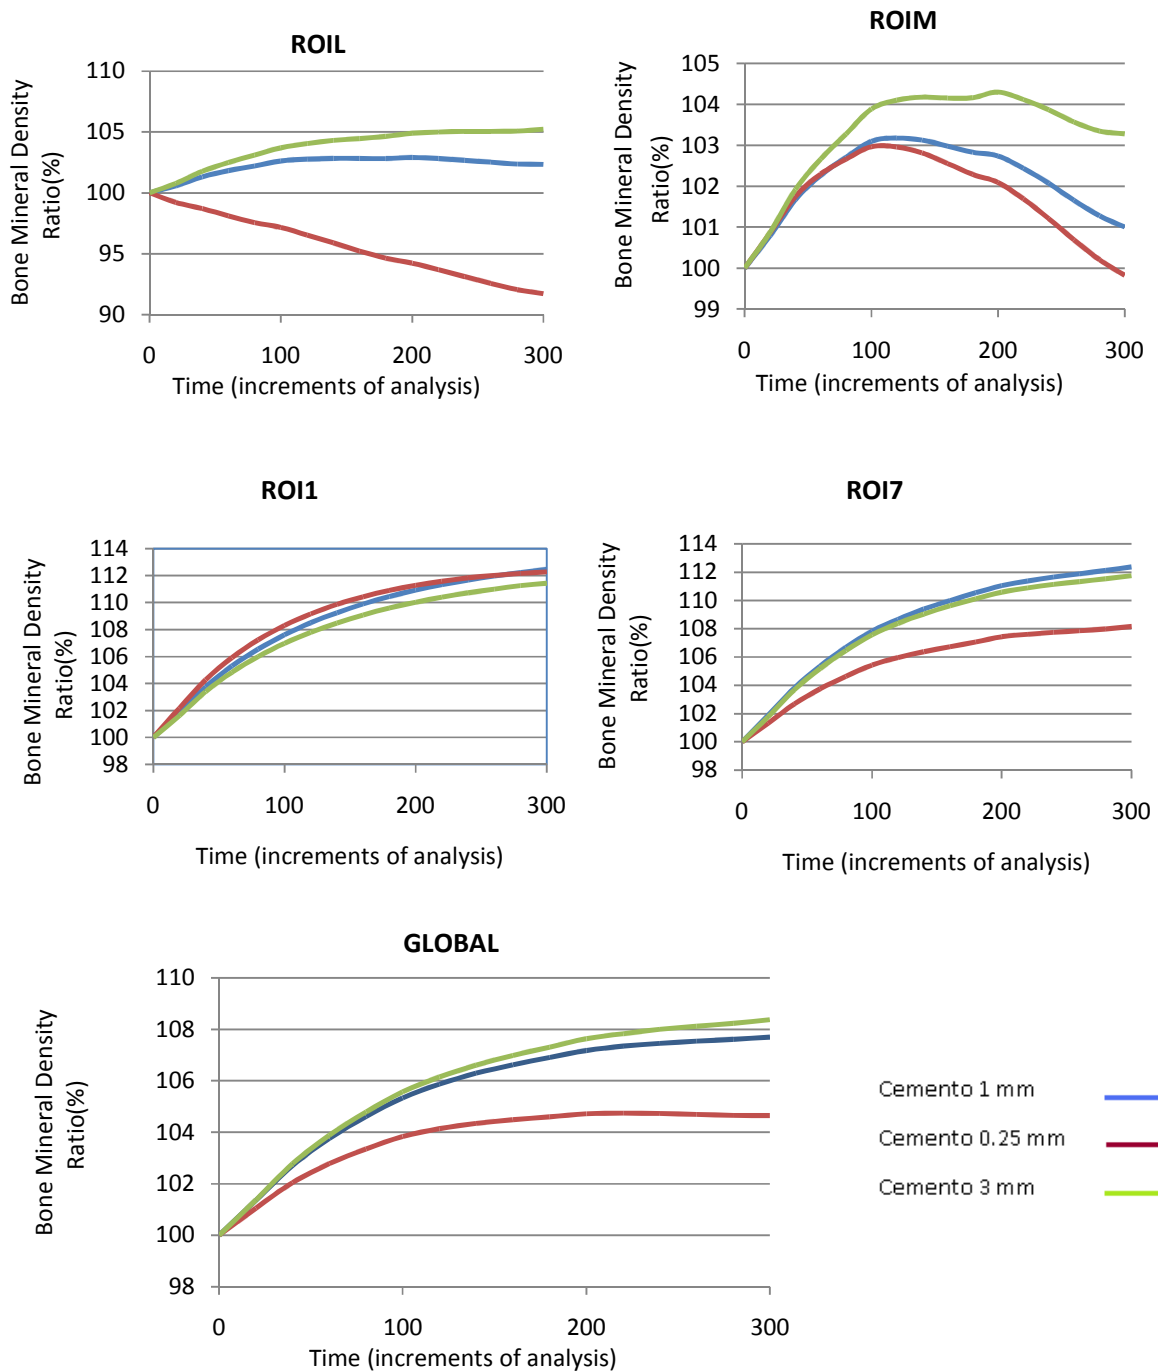 ROIL
Bone Mineral Density
Ratio(%)
110
105
100
95
90
0 100 200 300
Time (increments of analysis)
ROIM
Bone Mineral Density
Ratio(%)
105
104
103
102
101
100
99
0 100 200 300
Time (increments of analysis)
ROI1
Bone Mineral Density
Ratio(%)
114
112
110
108
106
104
102
100
98
0 100 200 300
Time (increments of analysis)
ROI7
Bone Mineral Density
Ratio(%)
114
112
110
108
106
104
102
100
98
0 100 200 300
Time (increments of analysis)
GLOBAL
Bone Mineral Density
Ratio(%)
110
108
106
104
102
100
98
0 100 200 300
Time (increments of analysis)
Cemento 1 mm
Cemento 0.25 mm
Cemento 3 mm